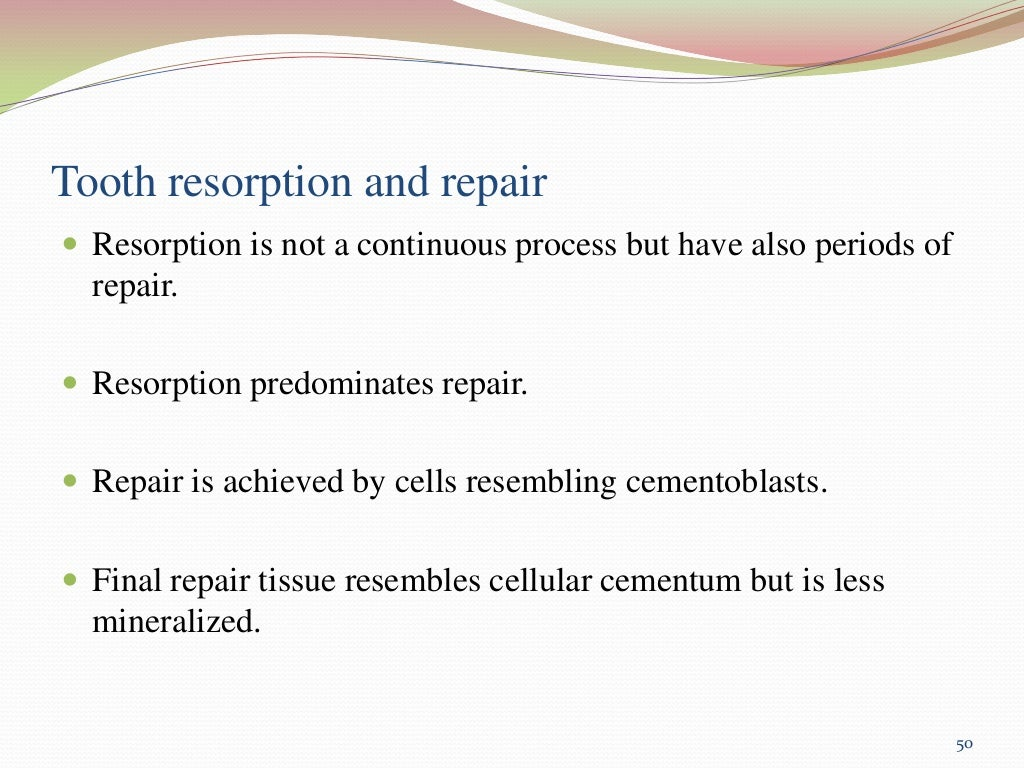 Tooth resorption and repair
• Resorption is not a continuous process but have also periods of
repair.
• Resorption predominates repair.
• Repair is achieved by cells resembling cementoblasts.
• Final repair tissue resembles cellular cementum but is less
mineralized.
50